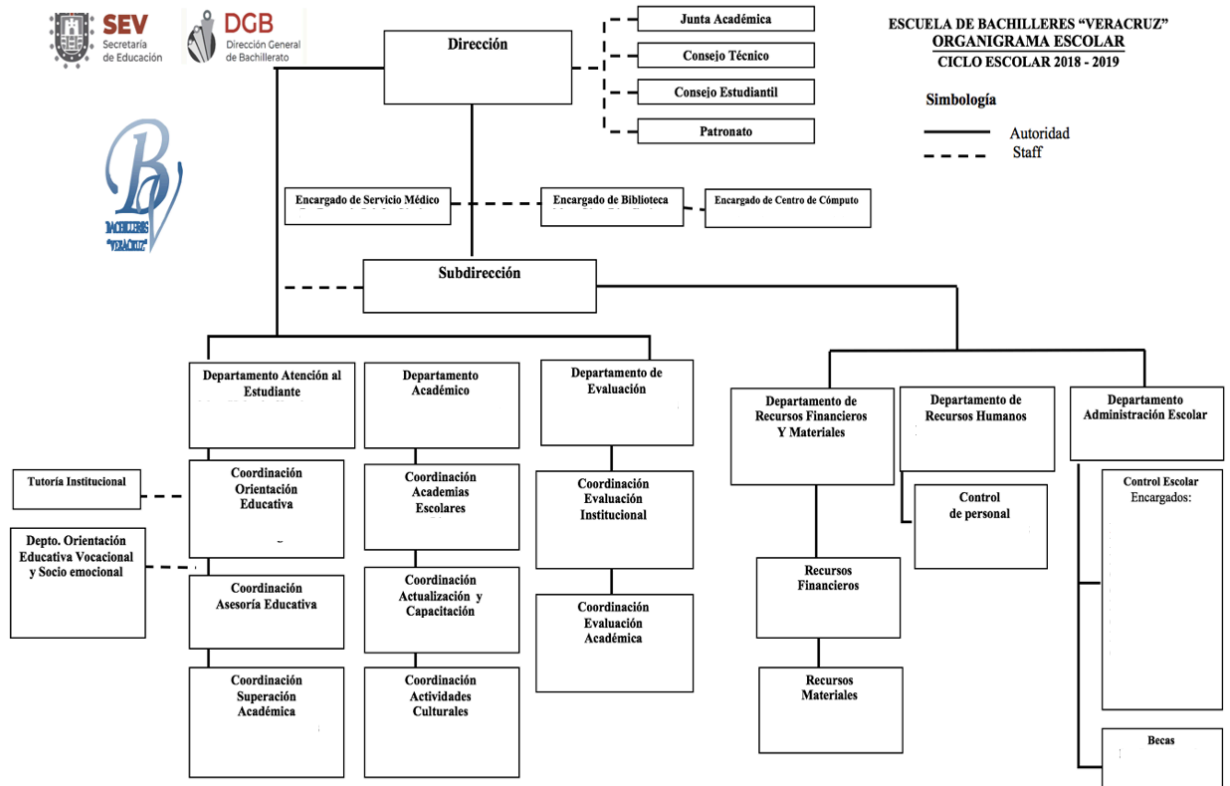 SEV
Secretaría
de Educación
DGB
Dirección General
de Bachillerato
BACHILLERES
"VERACRUZ"
ESCUELA DE BACHILLERES “VERACRUZ”
ORGANIGRAMA ESCOLAR
CICLO ESCOLAR 2018 - 2019
Simbología
Autoridad
Staff
Dirección
Junta Académica
Consejo Técnico
Consejo Estudiantil
Patronato
Encargado de Servicio Médico
Encargado de Biblioteca
Encargado de Centro de Cómputo
Subdirección
Departamento Atención al
Estudiante
Departamento
Académico
Departamento de
Evaluación
Departamento de
Recursos Financieros
Y Materiales
Departamento de
Recursos Humanos
Departamento
Administración Escolar
Tutoría Institucional
Depto. Orientación
Educativa Vocacional
y Socio emocional
Coordinación
Orientación
Educativa
Coordinación
Asesoría Educativa
Coordinación
Superación
Académica
Coordinación
Academias
Escolares
Coordinación
Actualización y
Capacitación
Coordinación
Actividades
Culturales
Coordinación
Evaluación
Institucional
Coordinación
Evaluación
Académica
Recursos
Financieros
Recursos
Materiales
Control
de personal
Control Escolar
Encargados:
Becas